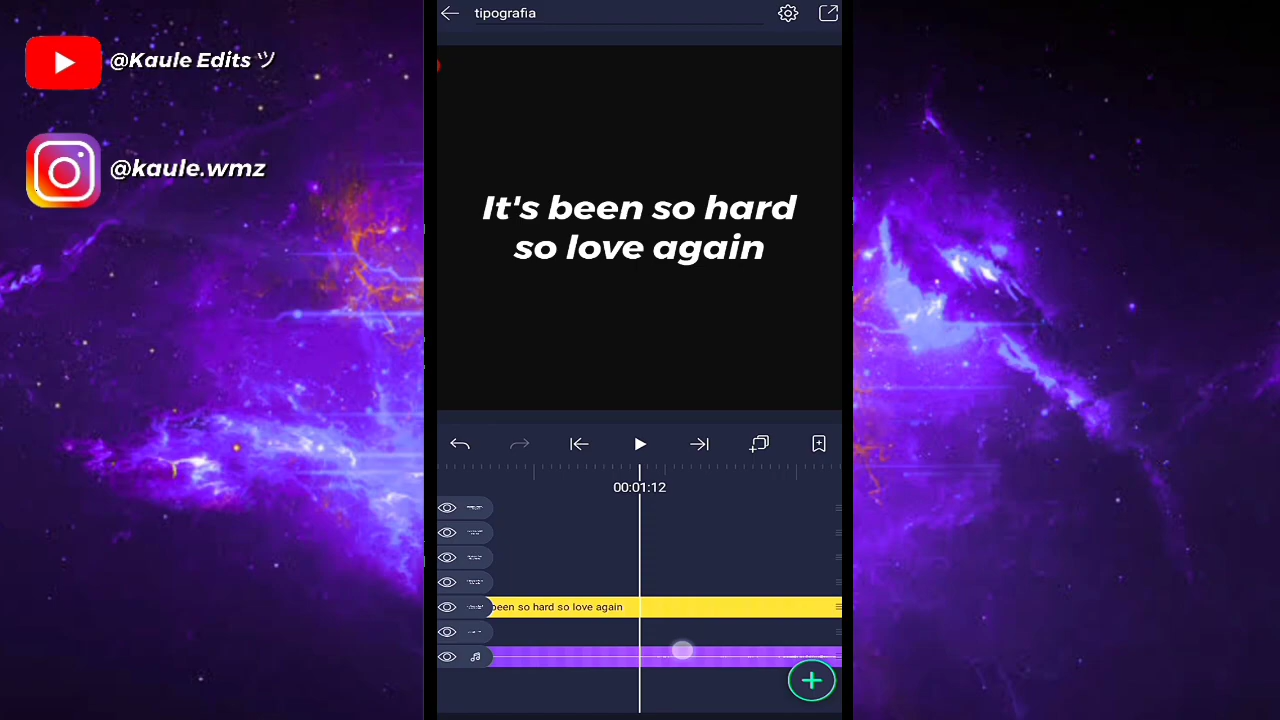 tipografia
@Kaule Edits ツ
@kaule.wmz
It's been so hard
so love again
00:01:12
been so hard so love again